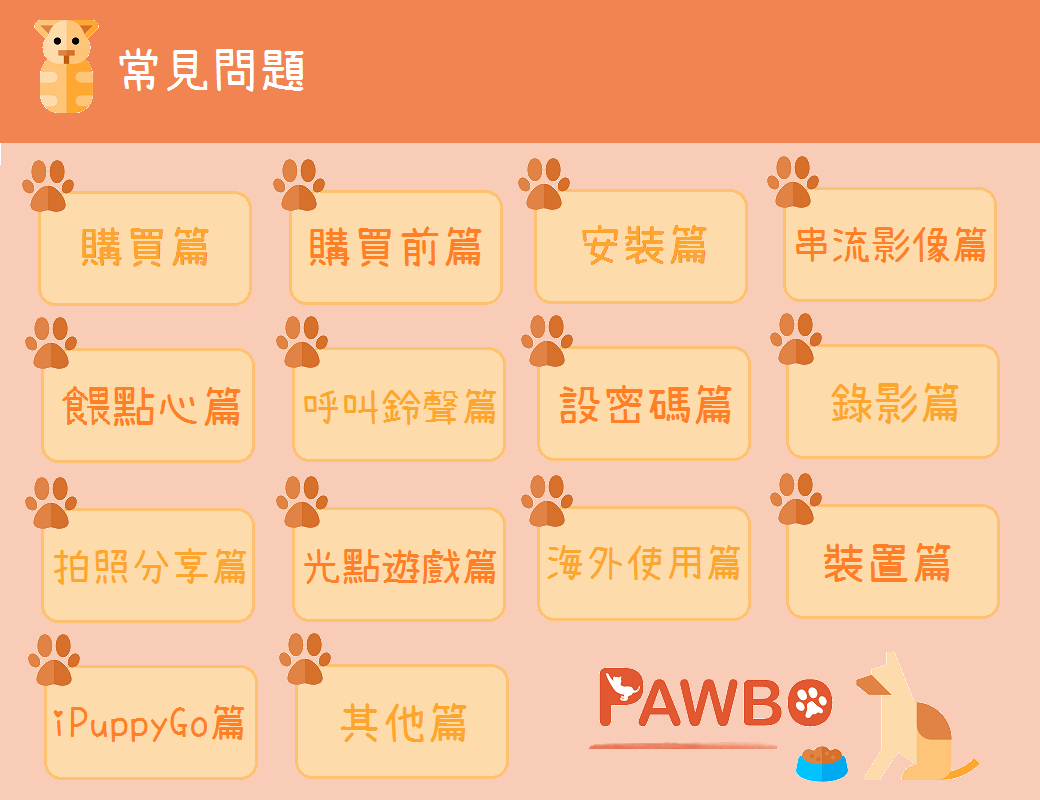 常見問題
購買篇
購買前篇
安裝篇
串流影像篇
餵點心篇
呼叫鈴聲篇
設密碼篇
錄影篇
拍照分享篇
光點遊戲篇
海外使用篇
裝置篇
iPuppyGo篇
其他篇
PAWBO